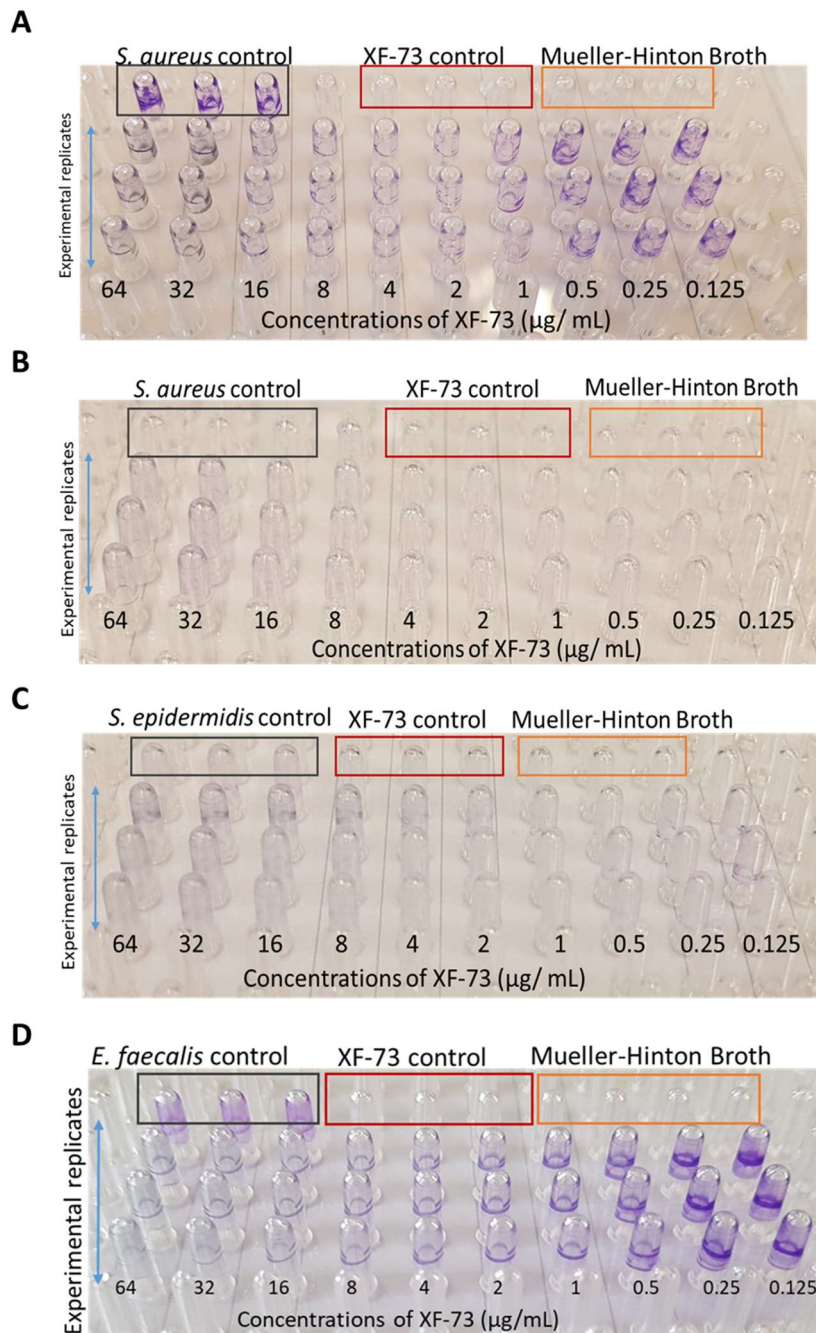 A
S. aureus control XF-73 control Mueller-Hinton Broth
Experimental replicates
64 32 16 8 4 2 1 0.5 0.25 0.125
Concentrations of XF-73 (µg/ mL)
B
S. aureus control XF-73 control Mueller-Hinton Broth
Experimental replicates
64 32 16 8 4 2 1 0.5 0.25 0.125
Concentrations of XF-73 (µg/ mL)
C
S. epidermidis control XF-73 control Mueller-Hinton Broth
Experimental replicates
64 32 16 8 4 2 1 0.5 0.25 0.125
Concentrations of XF-73 (µg/ mL)
D
E. faecalis control XF-73 control Mueller-Hinton Broth
Experimental replicates
64 32 16 8 4 2 1 0.5 0.25 0.125
Concentrations of XF-73 (µg/mL)